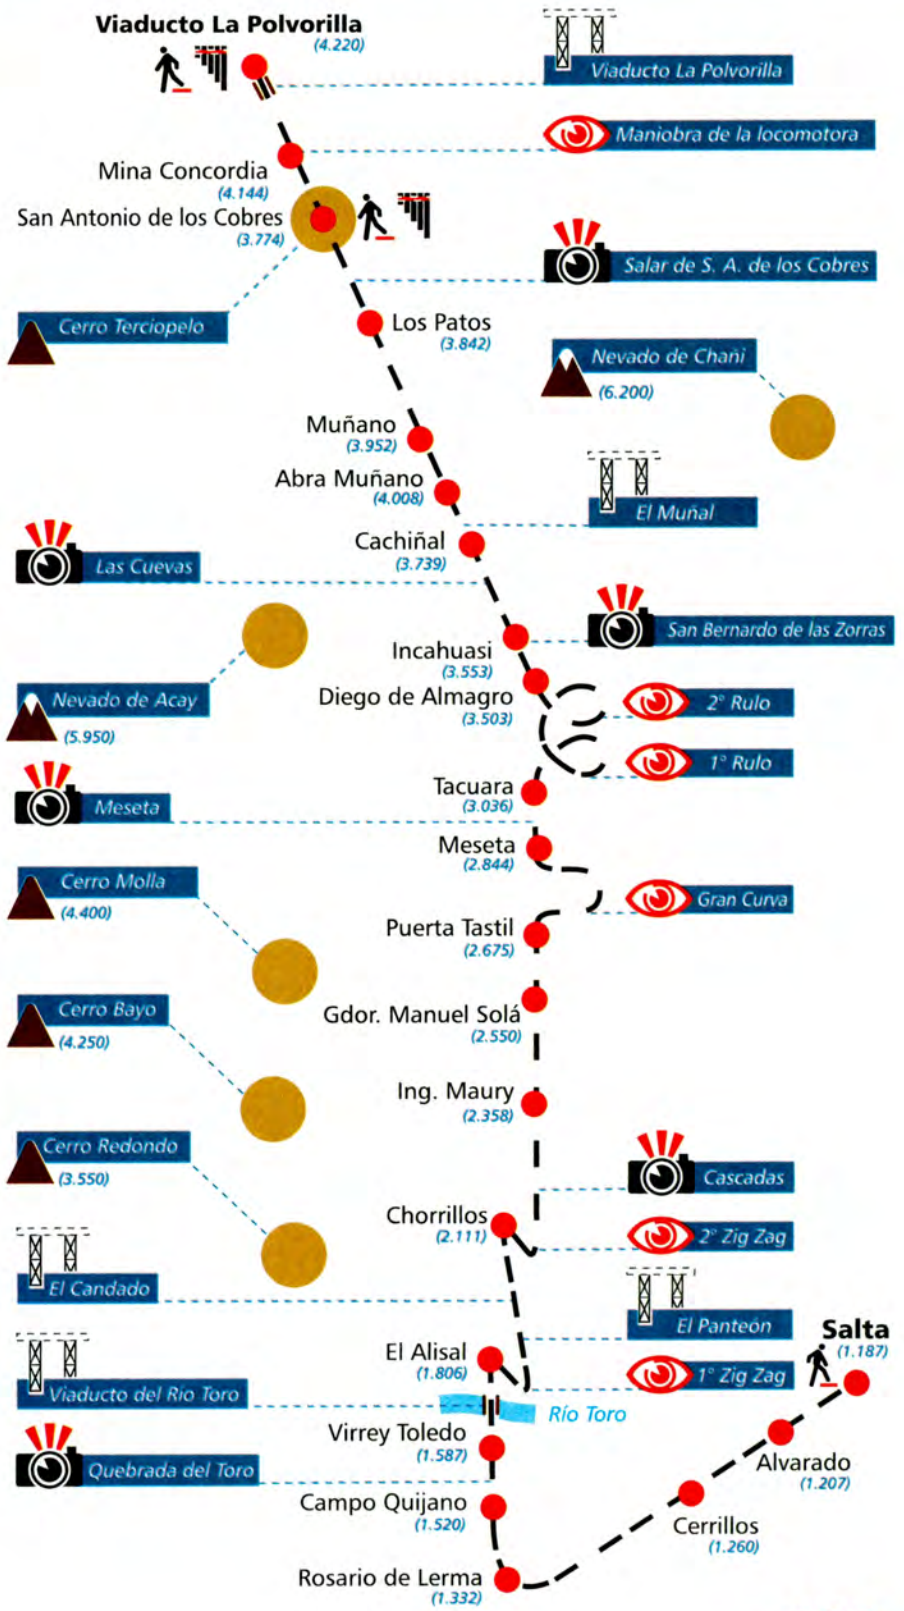 Viaducto La Polvorilla
(4.220)
Viaducto La Polvorilla
Maniobra de la locomotora
Mina Concordia
(4.144)
San Antonio de los Cobres
(3.774)
Salar de S. A. de los Cobres
Cerro Terciopelo
Los Patos
(3.842)
Nevado de Chañi
(6.200)
Muñano
(3.952)
Abra Muñano
(4.008)
El Muñal
Cachiñal
(3.739)
Las Cuevas
San Bernardo de las Zorras
Incahuasi
(3.553)
Diego de Almagro
(3.503)
Nevado de Acay
(5.950)
2° Rulo
1° Rulo
Tacuara
(3.036)
Meseta
Meseta
(2.844)
Cerro Molla
(4.400)
Gran Curva
Puerta Tastil
(2.675)
Cerro Bayo
(4.250)
Gdor. Manuel Solá
(2.550)
Ing. Maury
(2.358)
Cerro Redondo
(3.550)
Cascadas
Chorrillos
(2.111)
2° Zig Zag
El Candado
El Panteón
Salta
(1.187)
El Alisal
(1.806)
1° Zig Zag
Viaducto del Rio Toro
Río Toro
Virrey Toledo
(1.587)
Quebrada del Toro
Alvarado
(1.207)
Campo Quijano
(1.520)
Cerrillos
(1.260)
Rosario de Lerma
(1.332)